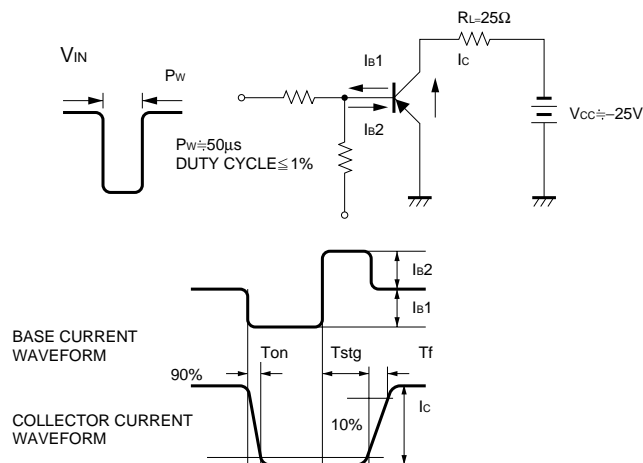 RL=25Ω
VIN
IB1
IC
PW
VCC≒−25V
IB2
PW≒50μs
DUTY CYCLE≦1%
IB2
IB1
BASE CURRENT
WAVEFORM
Ton
Tstg
Tf
90%
IC
COLLECTOR CURRENT
WAVEFORM
10%